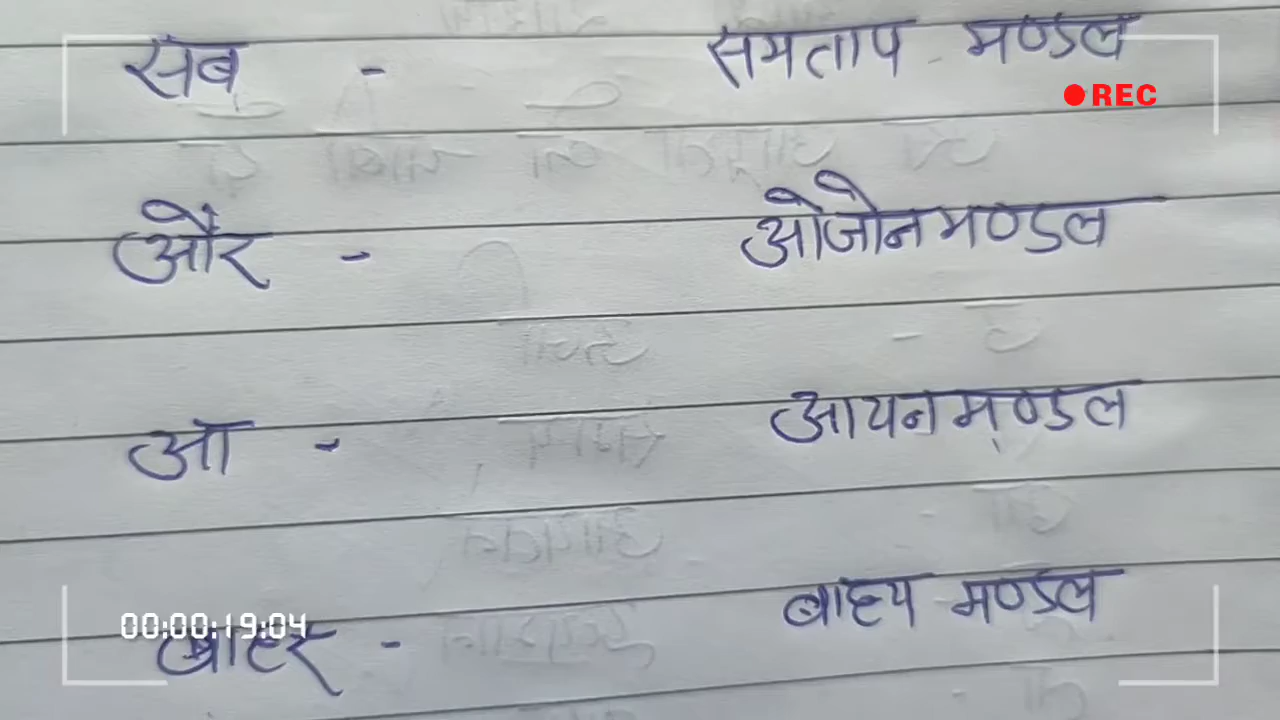 सब - समताप मण्डल
REC
और - ओजोनमण्डल
आ - आयनमण्डल
00:00:19:04
बाहर - बाह्य मण्डल